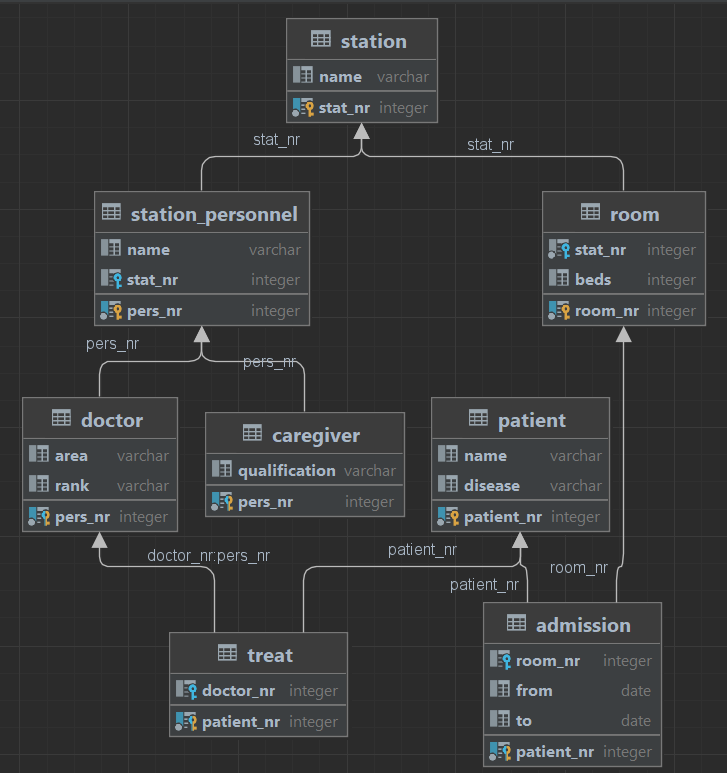 station
name varchar
stat_nr integer
stat_nr
stat_nr
station_personnel
name varchar
stat_nr integer
pers_nr integer
room
stat_nr integer
beds integer
room_nr integer
pers_nr
pers_nr
doctor
area varchar
rank varchar
pers_nr integer
caregiver
qualification varchar
pers_nr integer
patient
name varchar
disease varchar
patient_nr integer
doctor_nr:pers_nr
patient_nr
patient_nr
room_nr
treat
doctor_nr integer
patient_nr integer
admission
room_nr integer
from date
to date
patient_nr integer